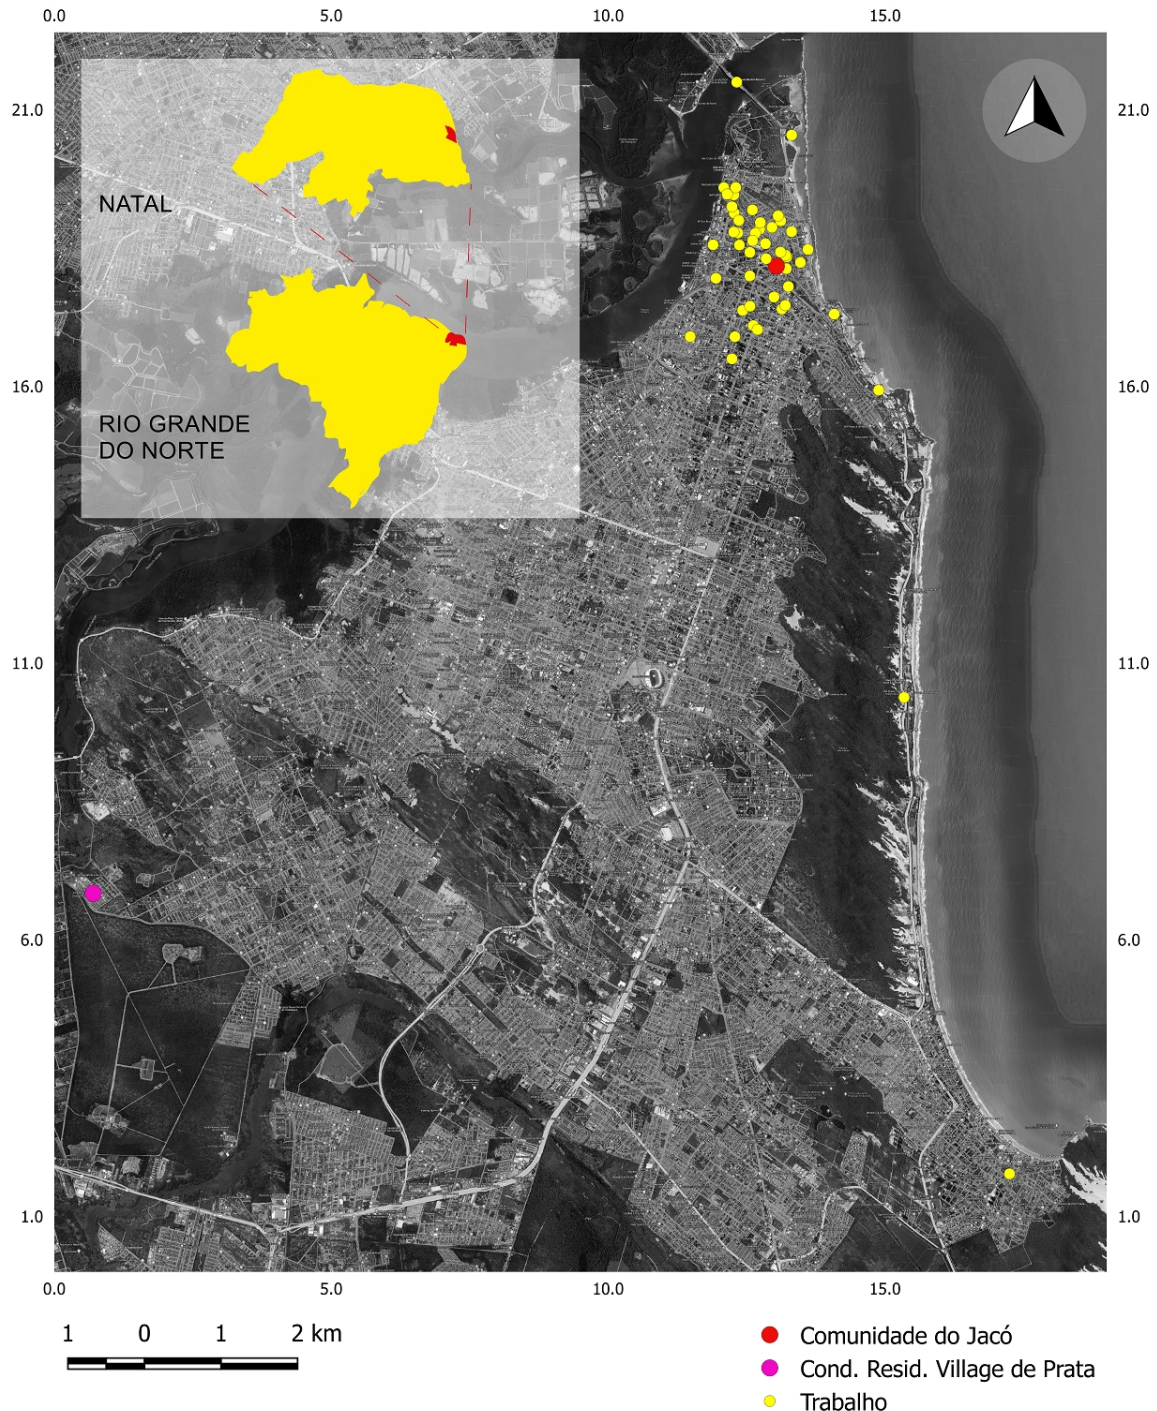 0.0 5.0 10.0 15.0
21.0 21.0
NATAL
16.0 16.0
RIO GRANDE
DO NORTE
11.0 11.0
6.0 6.0
1.0 1.0
0.0 5.0 10.0 15.0
1 0 1 2 km
Comunidade do Jacó
Cond. Resid. Village de Prata
Trabalho